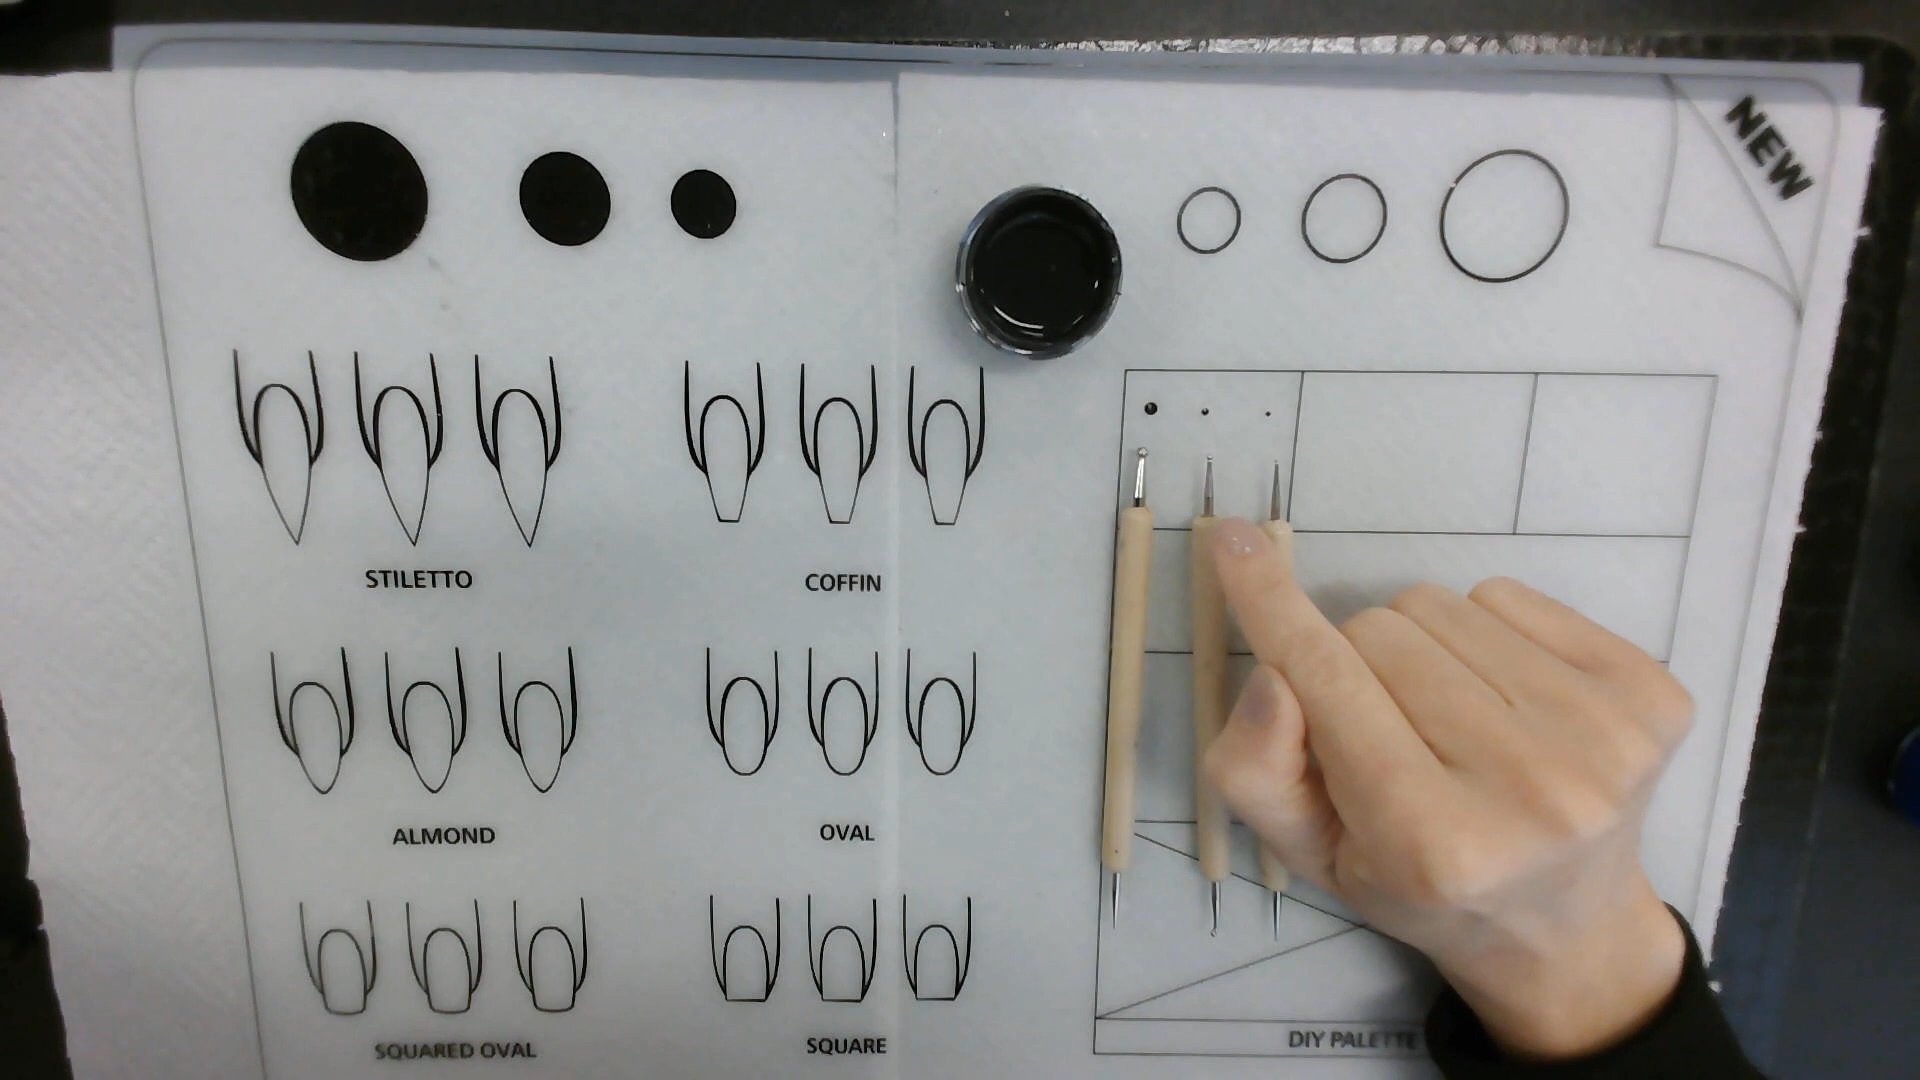 NEW
STILETTO
COFFIN
ALMOND
OVAL
SQUARED OVAL
SQUARE
DIY PALETTE